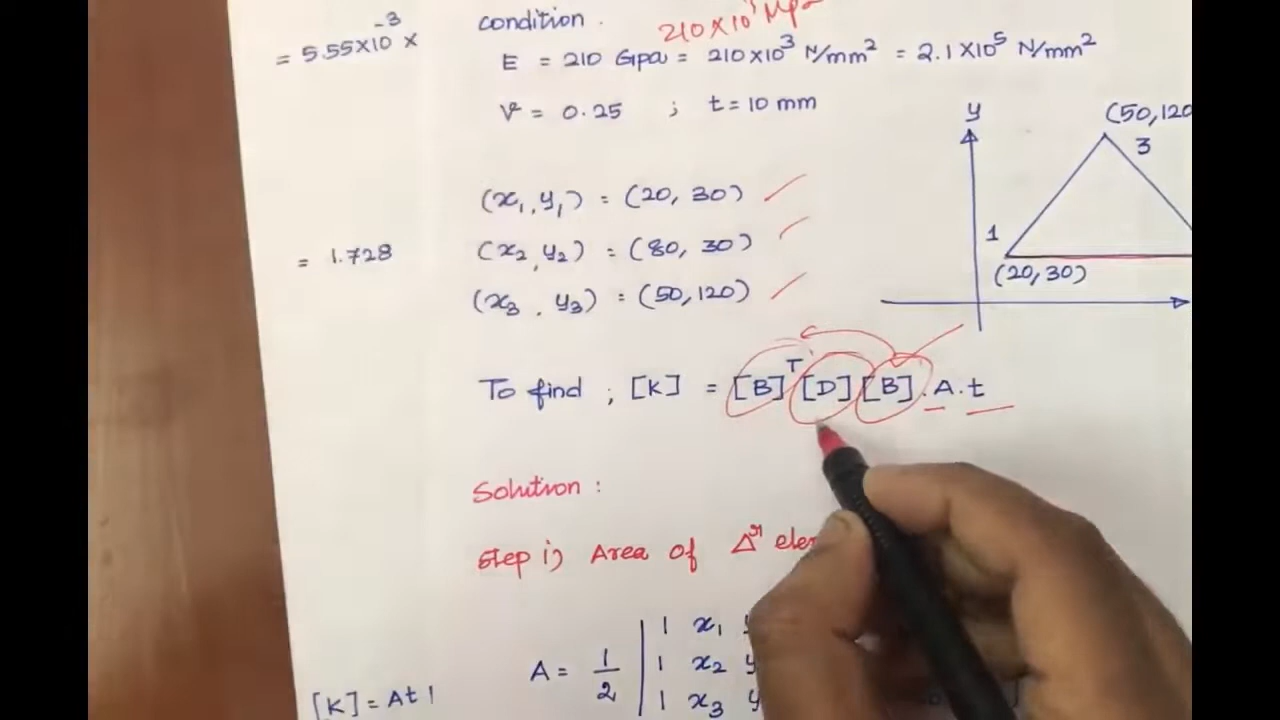 condition.
210×10³ Mpa
= 5.55×10⁻³ ×
E = 210 Gpa = 210×10³ N/mm² = 2.1×10⁵ N/mm²
ν = 0.25 ; t = 10 mm
y
(50,120
3
(x₁, y₁) = (20, 30)
1
= 1.728
(x₂, y₂) = (80, 30)
(20,30)
(x₃, y₃) = (50,120)
To find ; [K] = [B]ᵀ [D] [B] . A . t
Solution :
Step i) Area of Δ
A = 1/2 | 1 x₁
1 x₂ y
1 x₃ y
[K] = At